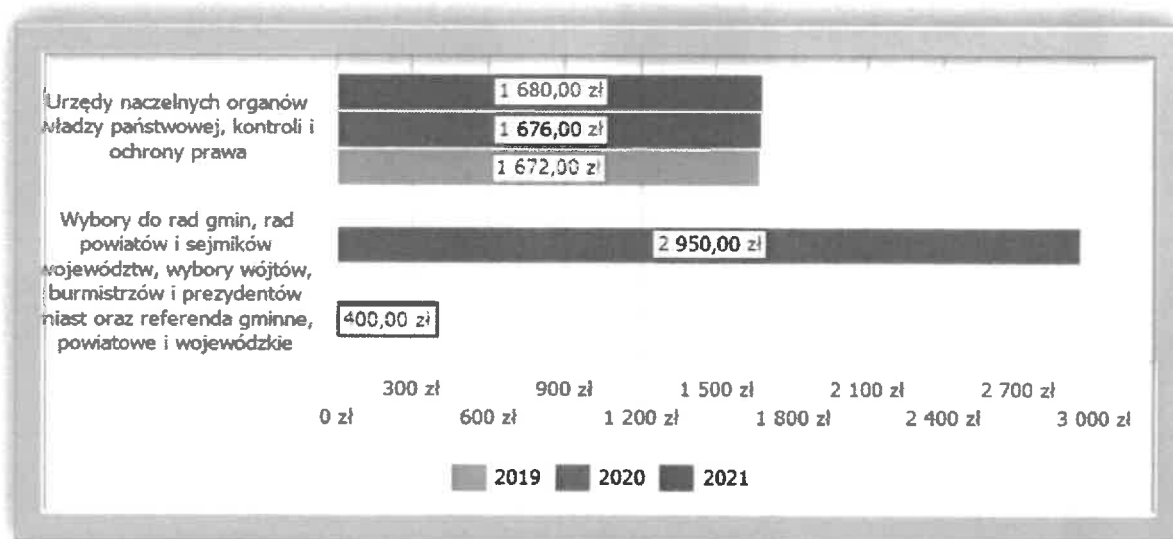 Urzędy naczelnych organów
władzy państwowej, kontroli i
ochrony prawa
1 680,00 zł
1 676,00 zł
1 672,00 zł
Wybory do rad gmin, rad
powiatów i sejmików
województw, wybory wójtów,
burmistrzów i prezydentów
miast oraz referenda gminne,
powiatowe i wojewódzkie
2 950,00 zł
400,00 zł
300 zł 900 zł 1 500 zł 2 100 zł 2 700 zł
0 zł 600 zł 1 200 zł 1 800 zł 2 400 zł 3 000 zł
2019 2020 2021